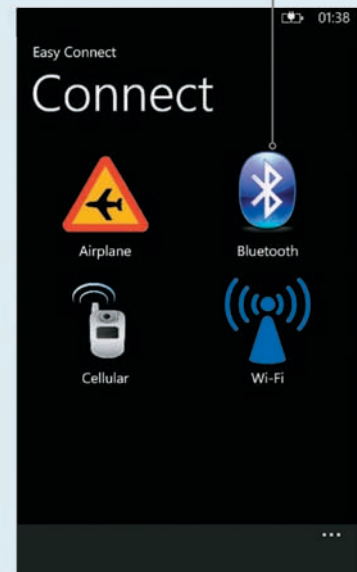 01:38
Easy Connect
Connect
Airplane Bluetooth
Cellular Wi-Fi
...